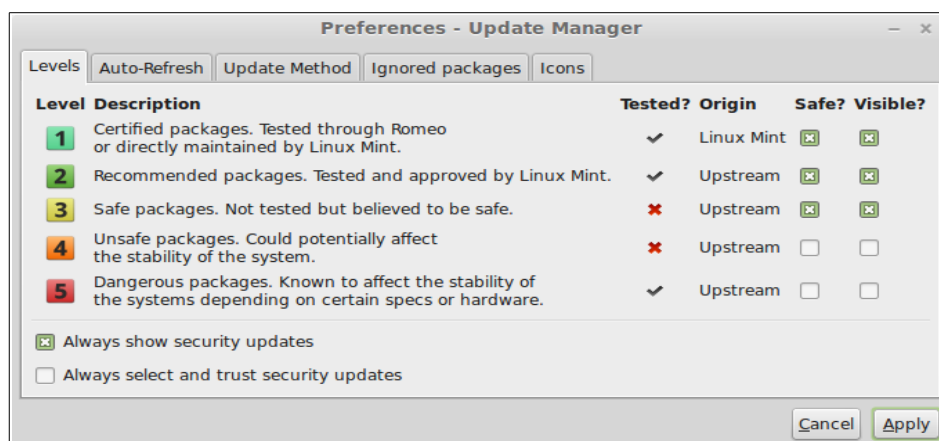 Preferences - Update Manager
Levels Auto-Refresh Update Method Ignored packages Icons
Level Description Tested? Origin Safe? Visible?
1 Certified packages. Tested through Romeo
or directly maintained by Linux Mint. Linux Mint
2 Recommended packages. Tested and approved by Linux Mint. Upstream
3 Safe packages. Not tested but believed to be safe. Upstream
4 Unsafe packages. Could potentially affect
the stability of the system. Upstream
5 Dangerous packages. Known to affect the stability of
the systems depending on certain specs or hardware. Upstream
Always show security updates
Always select and trust security updates
Cancel Apply